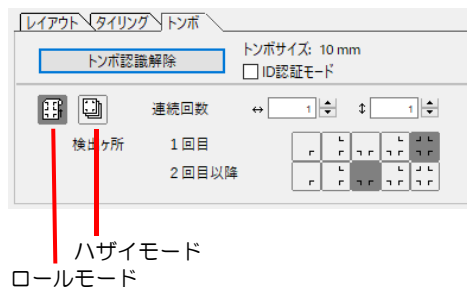 レイアウト タイリング トンボ
トンボ認識解除
トンボサイズ: 10 mm
ID認証モード
連続回数 ↔ 1 ↕ 1
検出ヶ所 1回目
2回目以降
ハザイモード
ロールモード